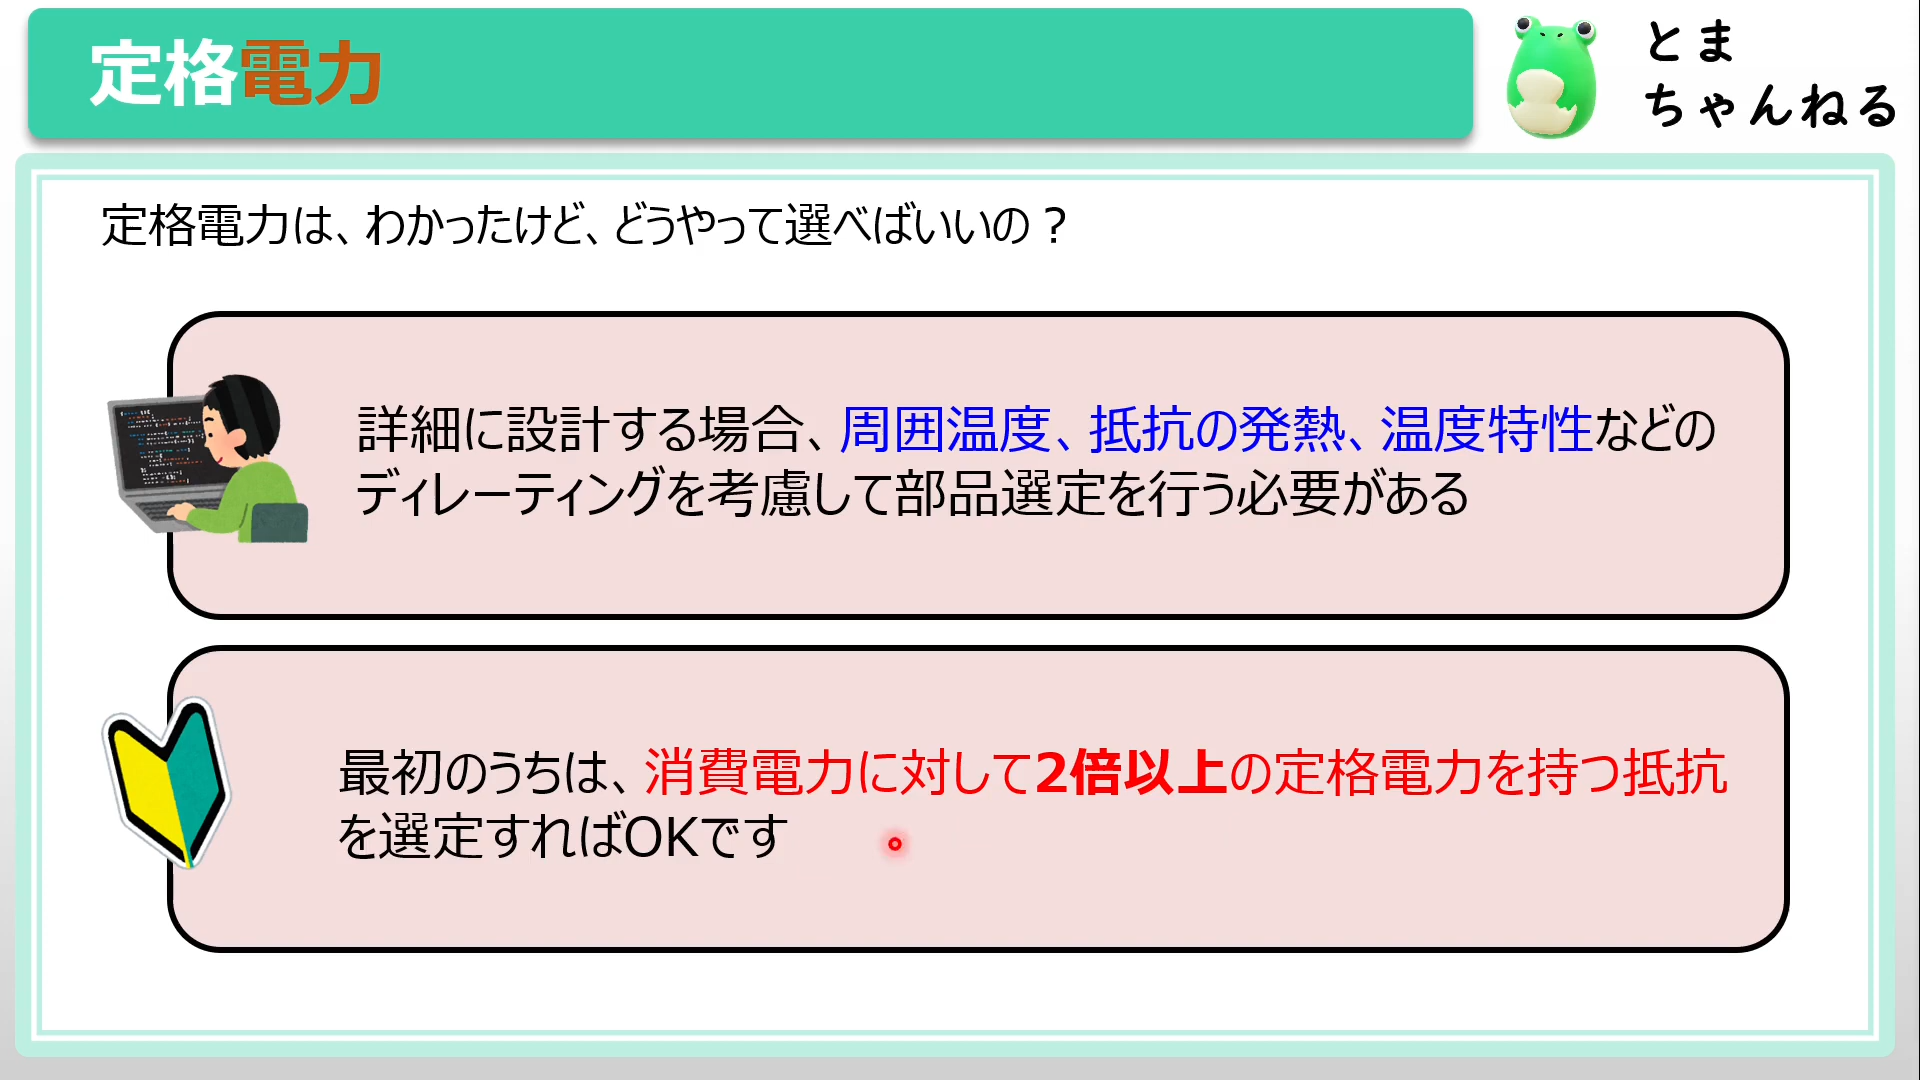 定格電力
とま
ちゃんねる
定格電力は、わかったけど、どうやって選べばいいの？
詳細に設計する場合、周囲温度、抵抗の発熱、温度特性などの
ディレーティングを考慮して部品選定を行う必要がある
最初のうちは、消費電力に対して2倍以上の定格電力を持つ抵抗
を選定すればOKです